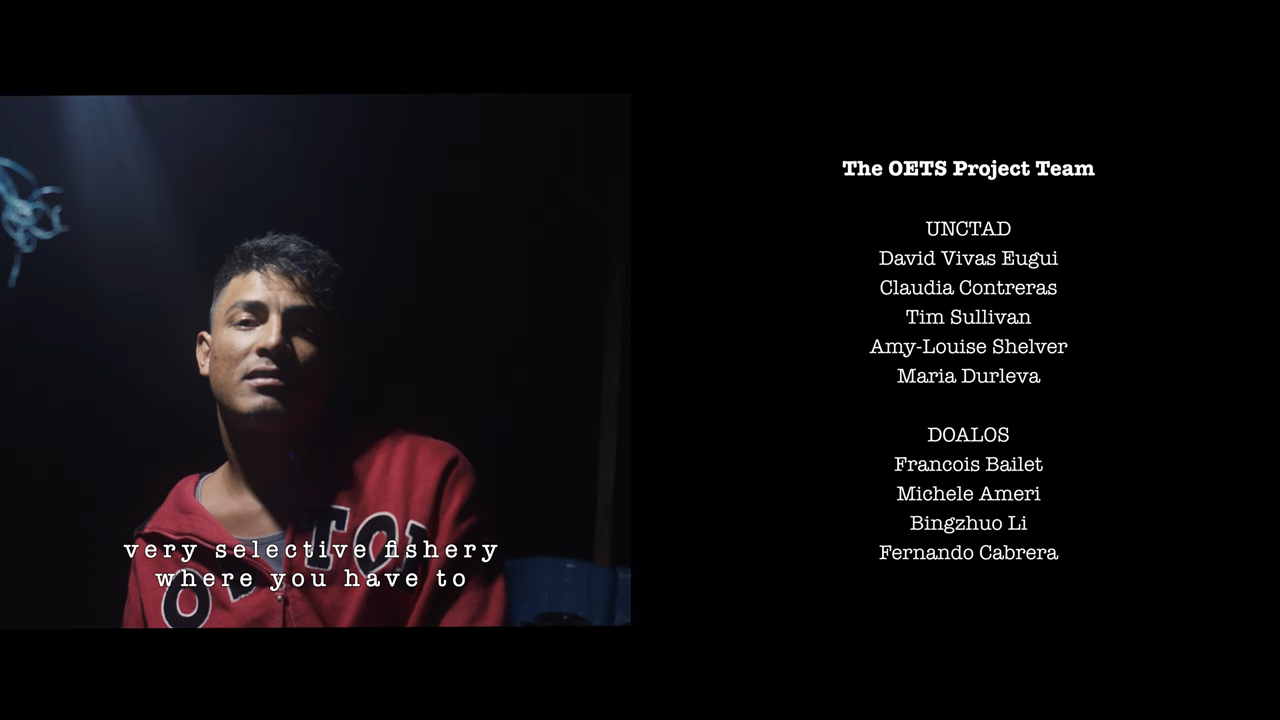 very selective fishery
where you have to
The OETS Project Team
UNCTAD
David Vivas Eugui
Claudia Contreras
Tim Sullivan
Amy-Louise Shelver
Maria Durleva
DOALOS
Francois Bailet
Michele Ameri
Bingzhuo Li
Fernando Cabrera